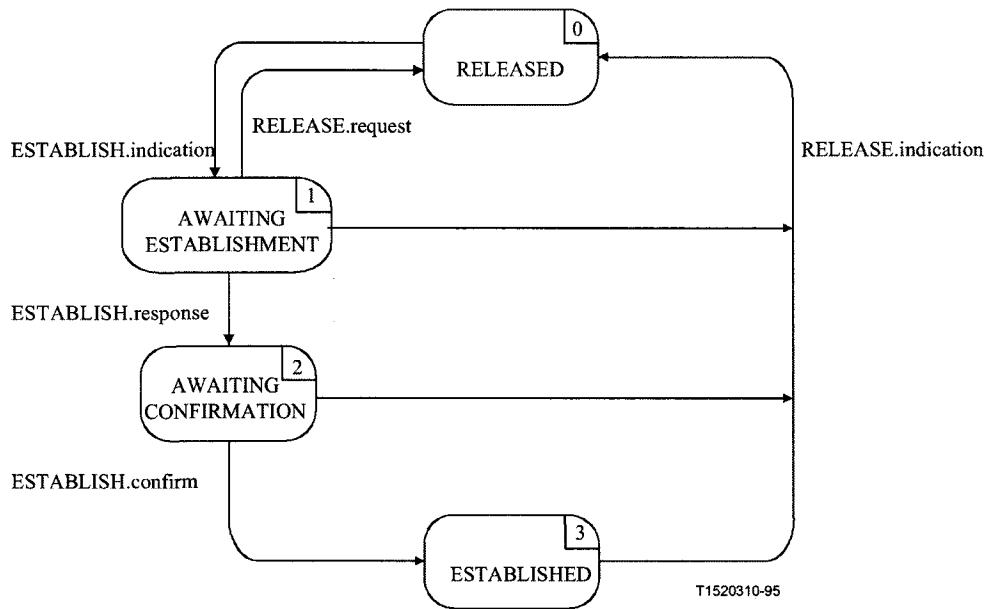 0
RELEASED
RELEASE.request
ESTABLISH.indication
RELEASE.indication
1
AWAITING
ESTABLISHMENT
ESTABLISH.response
2
AWAITING
CONFIRMATION
ESTABLISH.confirm
3
ESTABLISHED
T1520310-95